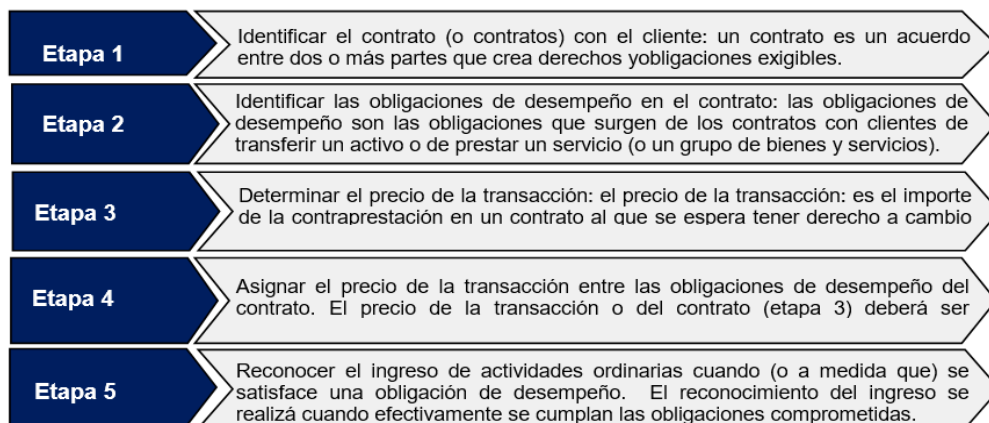 Etapa 1
Identificar el contrato (o contratos) con el cliente: un contrato es un acuerdo
entre dos o más partes que crea derechos yobligaciones exigibles.
Etapa 2
Identificar las obligaciones de desempeño en el contrato: las obligaciones de
desempeño son las obligaciones que surgen de los contratos con clientes de
transferir un activo o de prestar un servicio (o un grupo de bienes y servicios).
Etapa 3
Determinar el precio de la transacción: el precio de la transacción: es el importe
de la contraprestación en un contrato al que se espera tener derecho a cambio
Etapa 4
Asignar el precio de la transacción entre las obligaciones de desempeño del
contrato. El precio de la transacción o del contrato (etapa 3) deberá ser
Etapa 5
Reconocer el ingreso de actividades ordinarias cuando (o a medida que) se
satisface una obligación de desempeño. El reconocimiento del ingreso se
realizá cuando efectivamente se cumplan las obligaciones comprometidas.